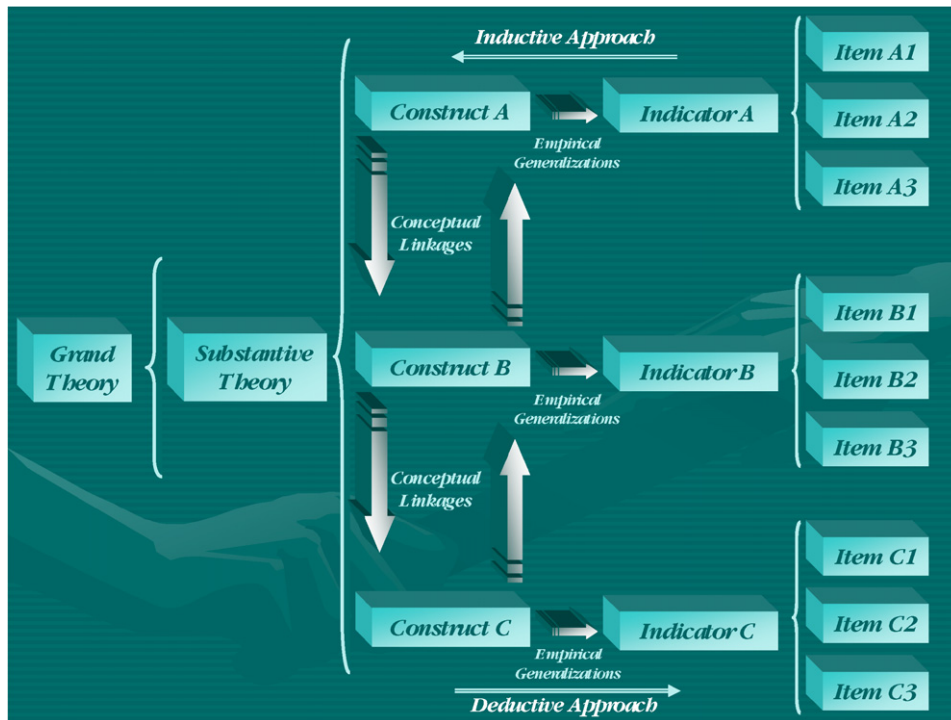 Inductive Approach
Item A1
Construct A
Indicator A
Item A2
Empirical
Generalizations
Item A3
Conceptual
Linkages
Grand
Theory
Substantive
Theory
Item B1
Construct B
Indicator B
Item B2
Empirical
Generalizations
Item B3
Conceptual
Linkages
Item C1
Construct C
Indicator C
Item C2
Empirical
Generalizations
Item C3
Deductive Approach